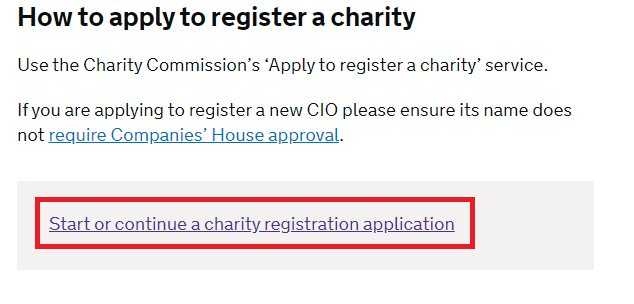 How to apply to register a charity
Use the Charity Commission’s ‘Apply to register a charity’ service.
If you are applying to register a new CIO please ensure its name does
not require Companies’ House approval.
Start or continue a charity registration application